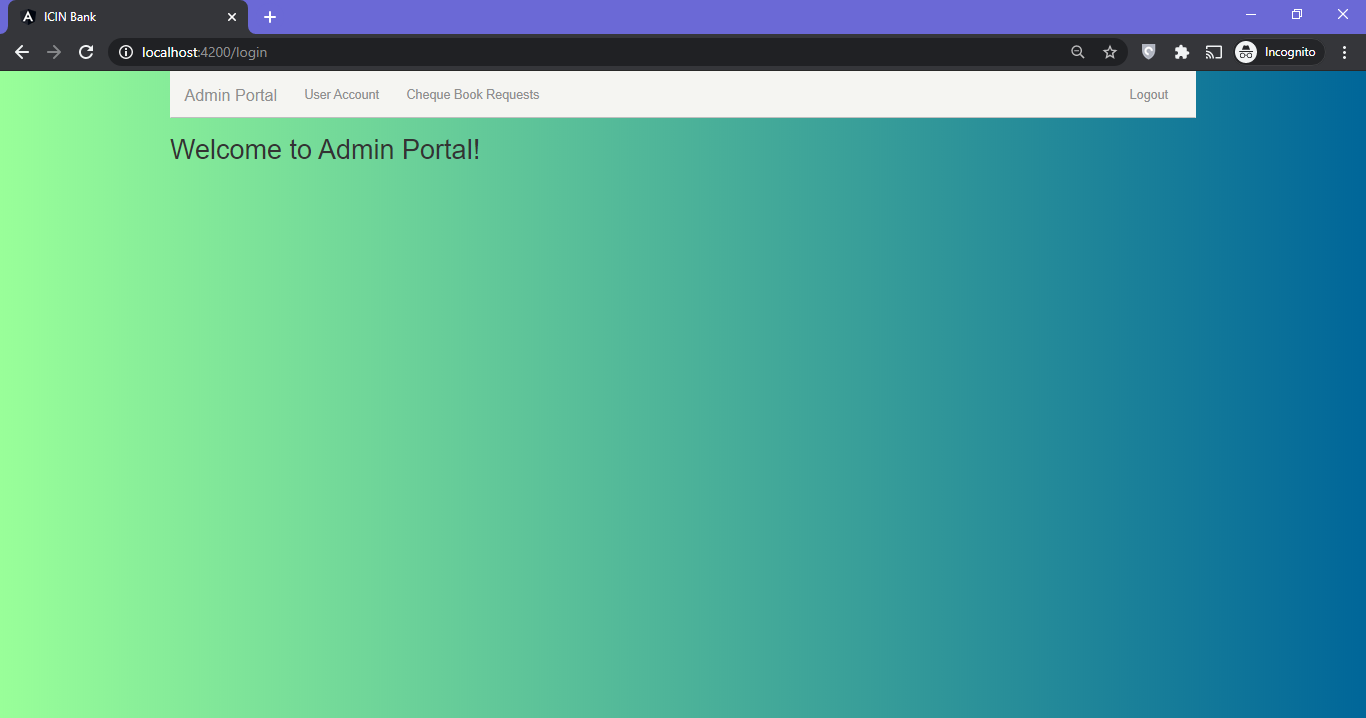 ICIN Bank
localhost:4200/login
Incognito
Admin Portal User Account Cheque Book Requests Logout
Welcome to Admin Portal!